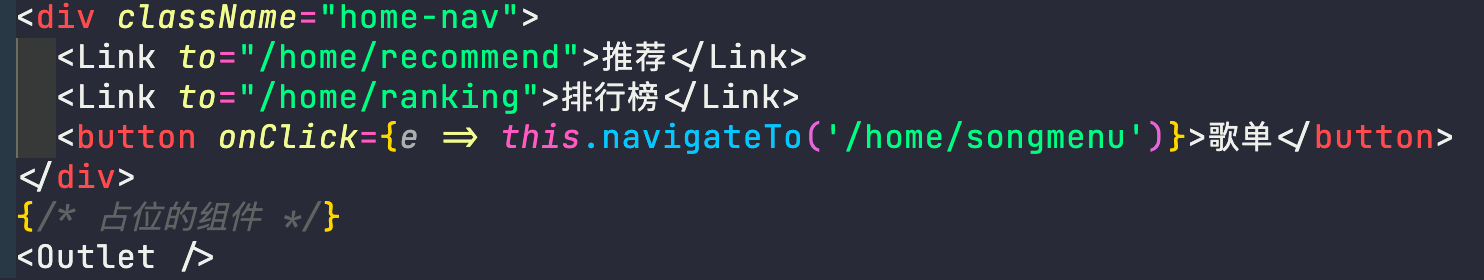 <div className="home-nav">
<Link to="/home/recommend">推荐</Link>
<Link to="/home/ranking">排行榜</Link>
<button onClick={e => this.navigateTo('/home/songmenu')}>歌单</button>
</div>
{/* 占位的组件 */}
<Outlet />